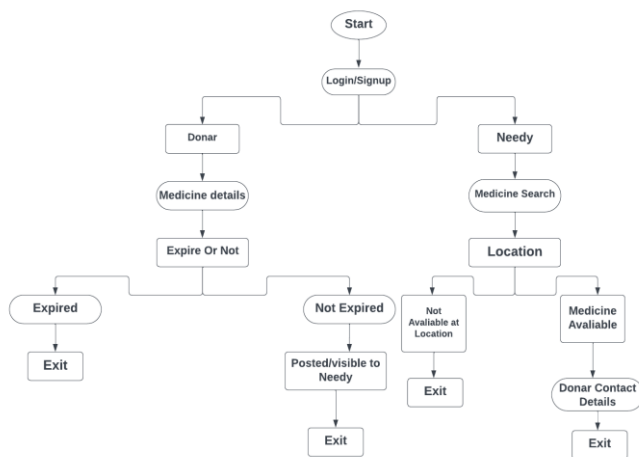 Start
Login/Signup
Donar
Needy
Medicine details
Medicine Search
Expire Or Not
Location
Expired
Not Expired
Not
Avaliable at
Location
Medicine
Avaliable
Exit
Posted/visible to
Needy
Exit
Donar Contact
Details
Exit
Exit